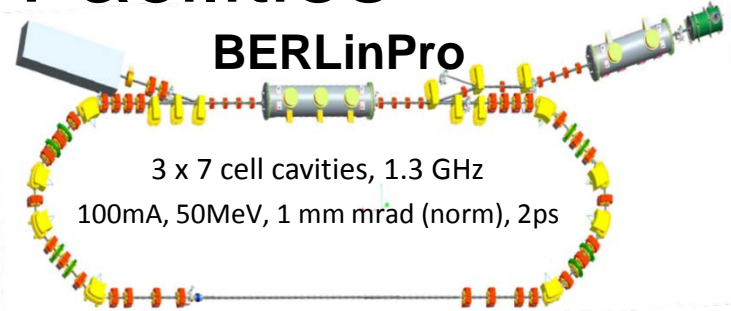 BERLinPro
3 x 7 cell cavities, 1.3 GHz
100mA, 50MeV, 1 mm mrad (norm), 2ps